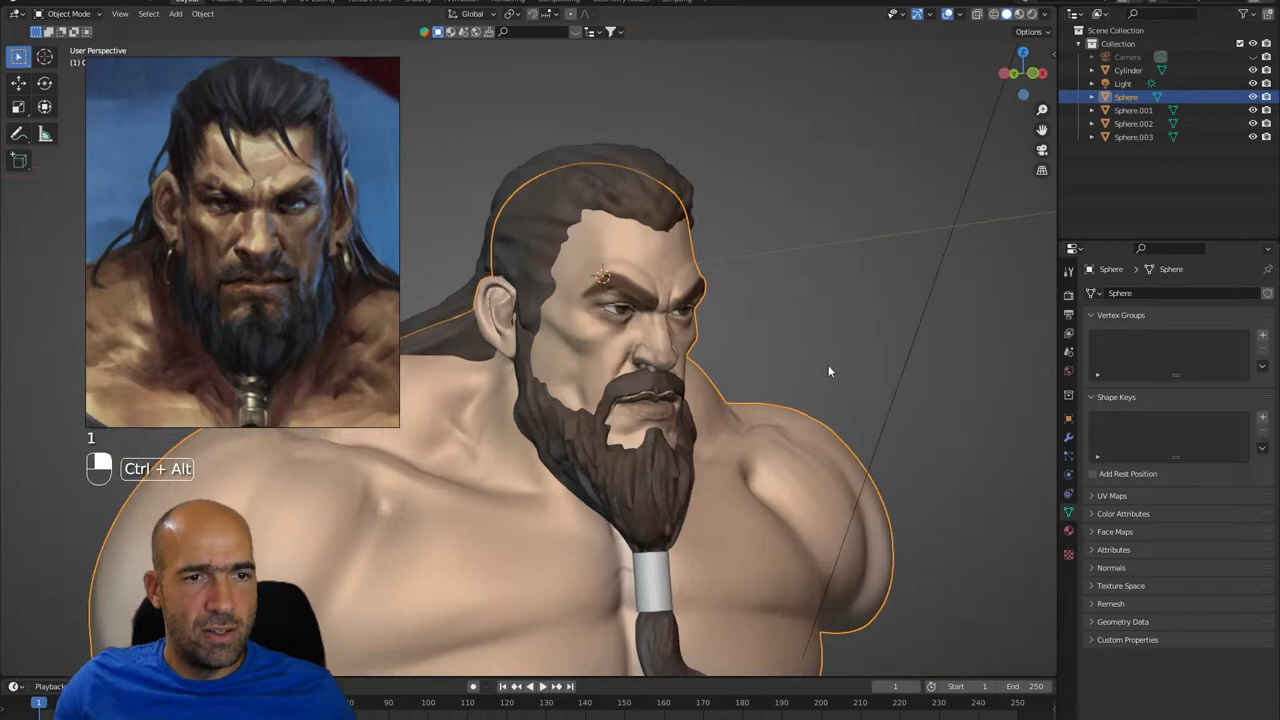 Object Mode
View
Select
Add
Object
Global
Options
User Perspective
(1) C
1
Ctrl + Alt
Scene Collection
Collection
Camera
Cylinder
Light
Sphere
Sphere.001
Sphere.002
Sphere.003
Sphere
Sphere
Sphere
Vertex Groups
Shape Keys
Add Rest Position
UV Maps
Color Attributes
Face Maps
Attributes
Normals
Texture Space
Remesh
Geometry Data
Custom Properties
Playback
1
Start 1
End 250
1
120
130
140
150
160
170
180
190
200
210
220
230
240
250